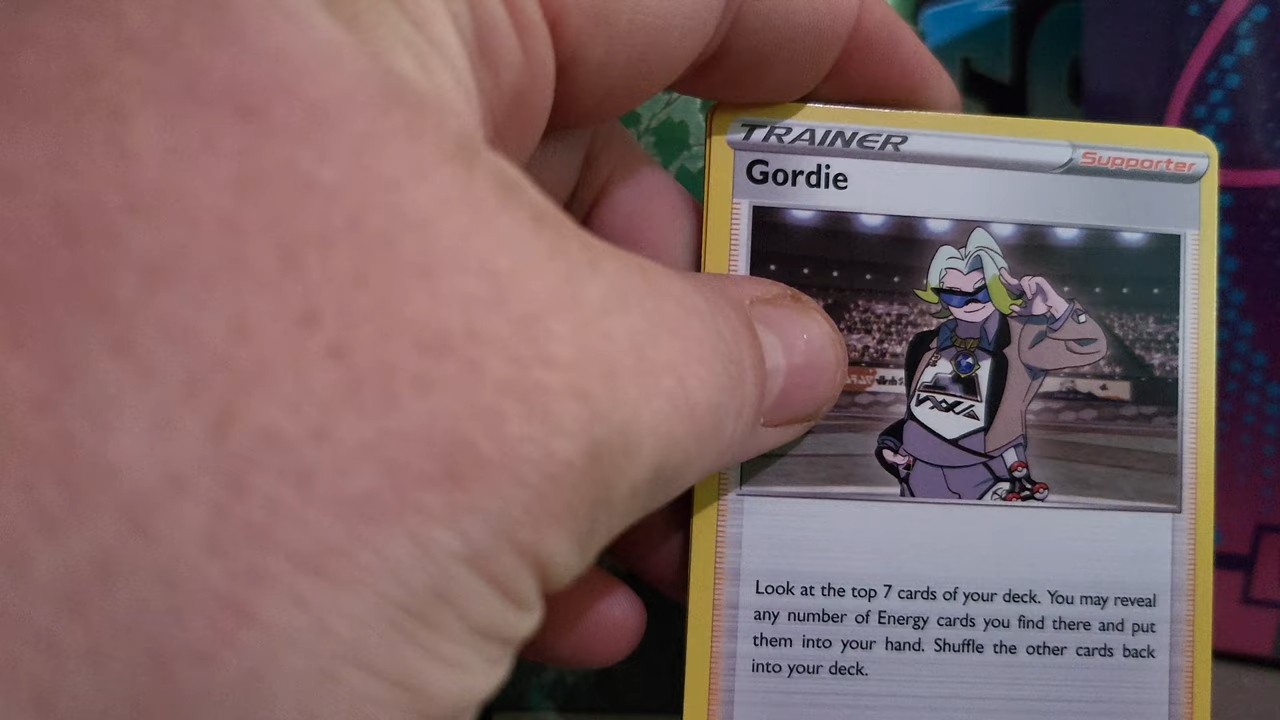 TRAINER
Supporter
Gordie
Look at the top 7 cards of your deck. You may reveal
any number of Energy cards you find there and put
them into your hand. Shuffle the other cards back
into your deck.